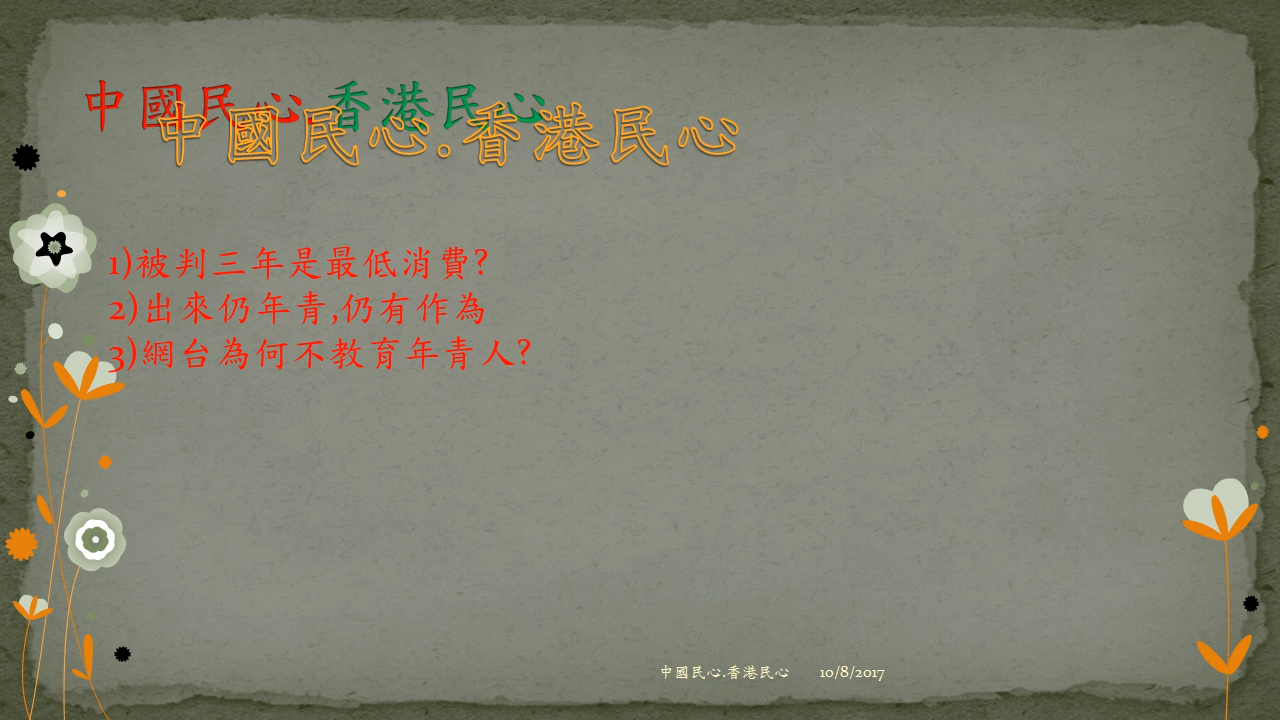 中國民心.香港民心
中國民心.香港民心
1)被判三年是最低消費?
2)出來仍年青,仍有作為
3)網台為何不教育年青人?
中國民心.香港民心 10/8/2017